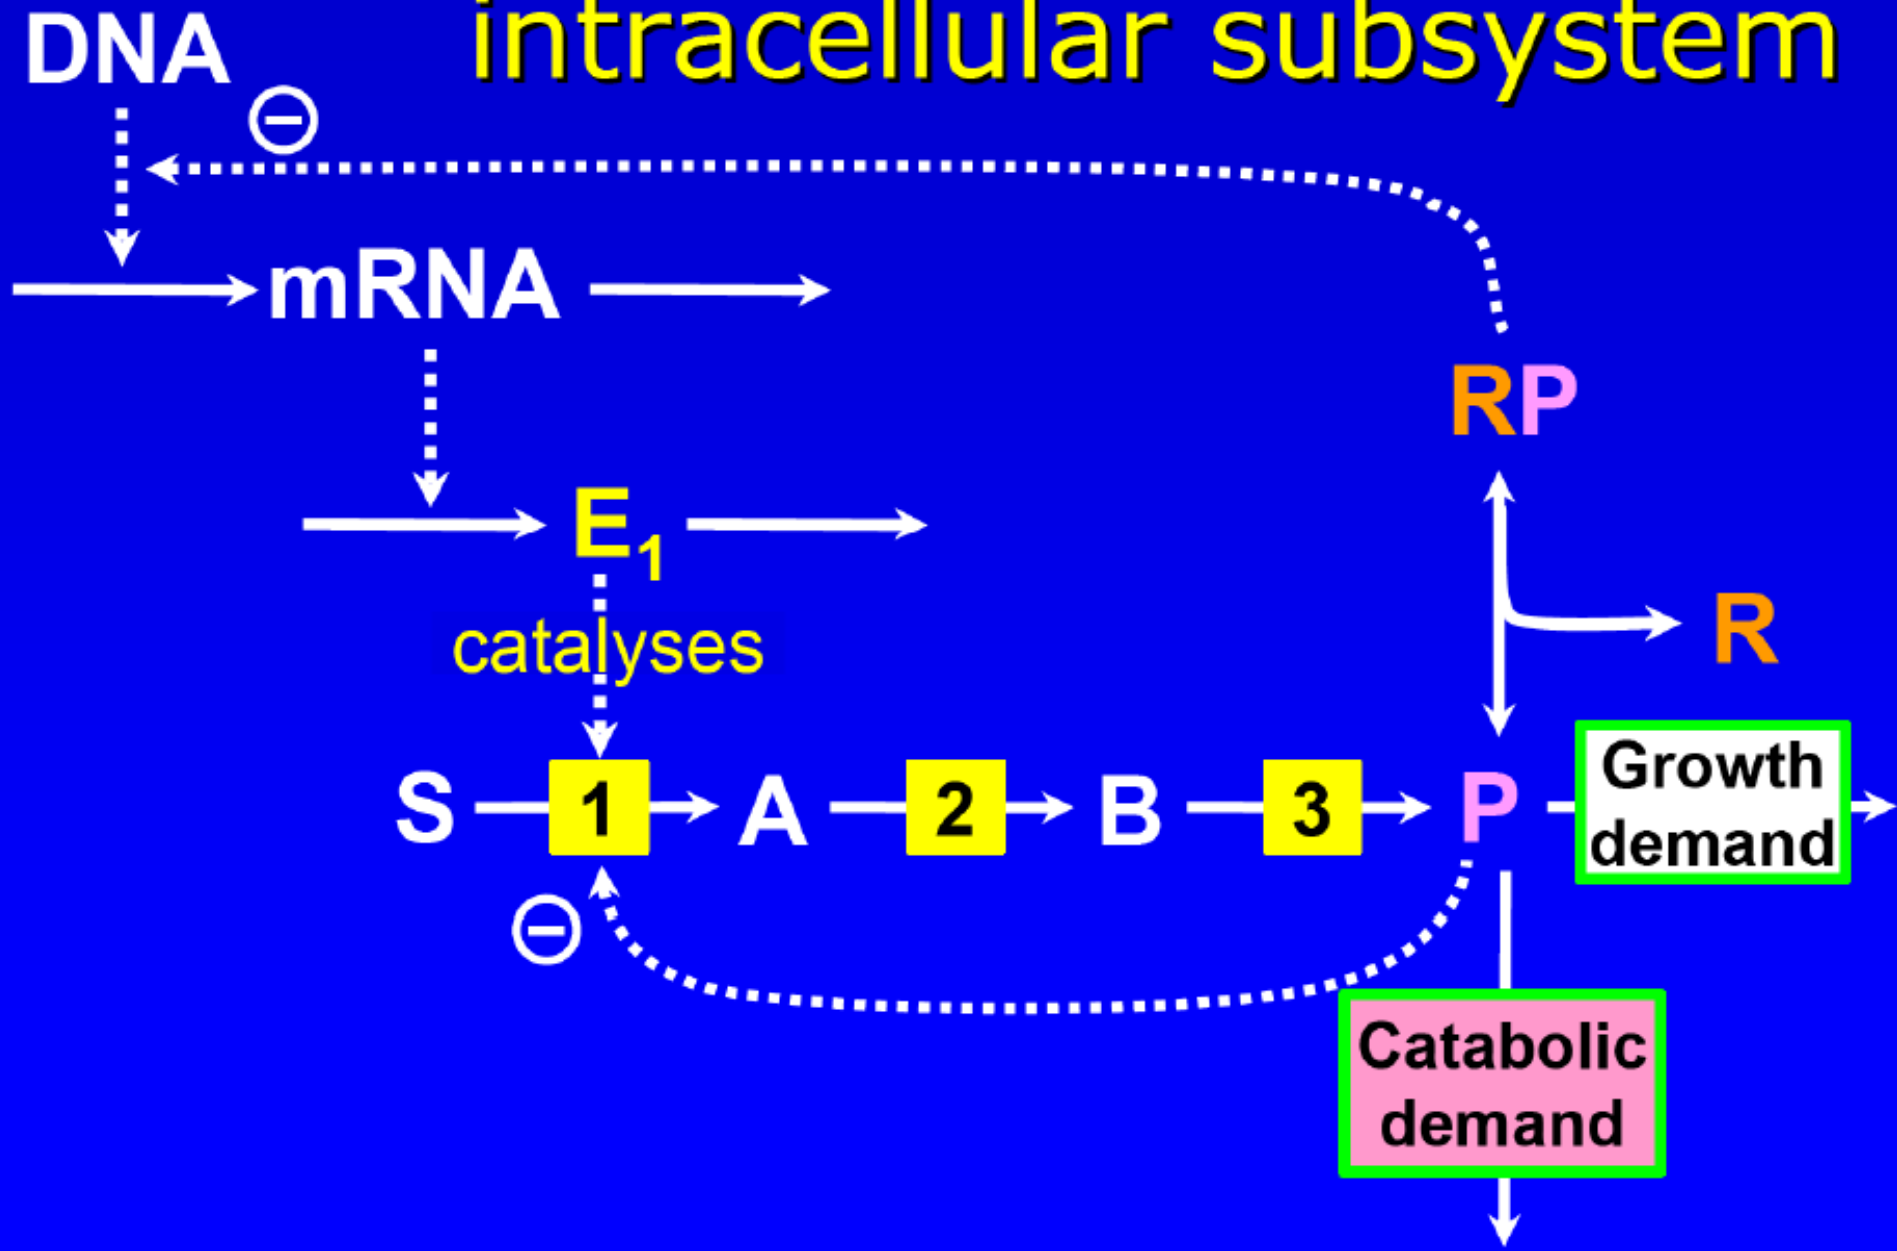 intracellular subsystem
DNA
⊖
mRNA
RP
E₁
R
catalyses
S 1 A 2 B 3 P
Growth
demand
⊖
Catabolic
demand